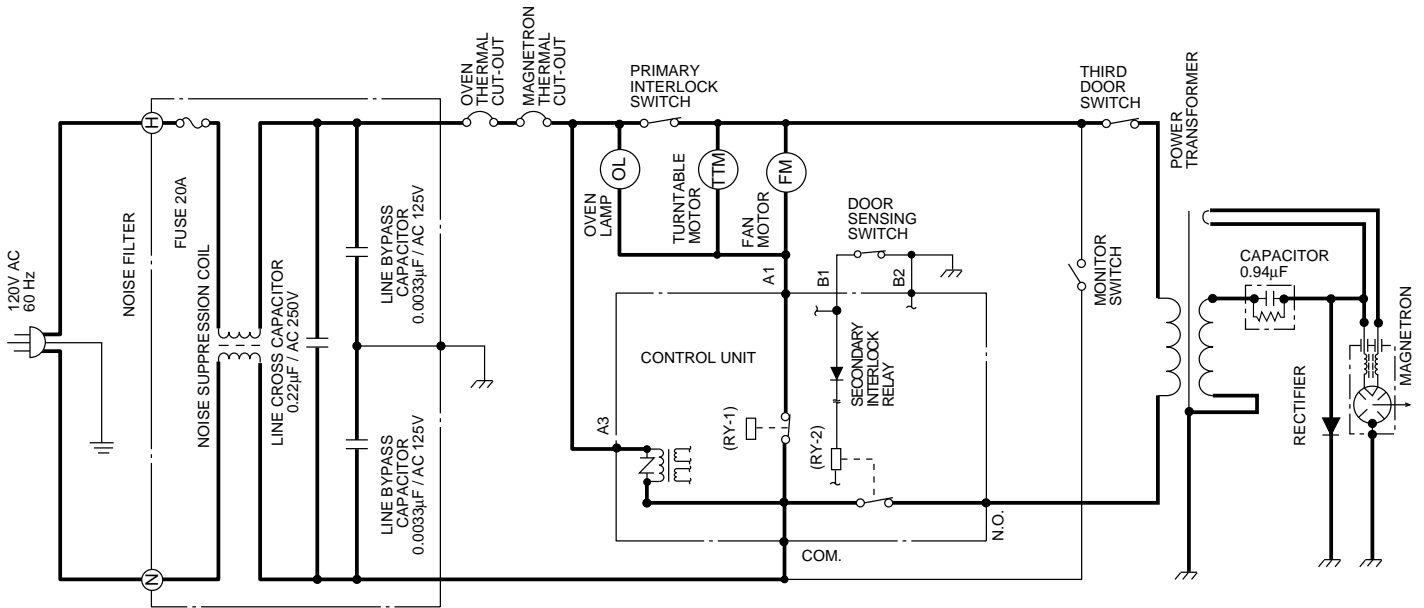 120V AC
60 Hz
NOISE FILTER
H
N
FUSE 20A
NOISE SUPPRESSION COIL
LINE CROSS CAPACITOR
0.22µF / AC 250V
LINE BYPASS
CAPACITOR
0.0033µF / AC 125V
LINE BYPASS
CAPACITOR
0.0033µF / AC 125V
OVEN
THERMAL
CUT-OUT
MAGNETRON
THERMAL
CUT-OUT
PRIMARY
INTERLOCK
SWITCH
OL
OVEN
LAMP
TTM
TURNTABLE
MOTOR
FM
FAN
MOTOR
DOOR
SENSING
SWITCH
A1
B1
B2
A3
CONTROL UNIT
(RY-1)
SECONDARY
INTERLOCK
RELAY
(RY-2)
COM.
N.O.
THIRD
DOOR
SWITCH
MONITOR
SWITCH
POWER
TRANSFORMER
CAPACITOR
0.94µF
RECTIFIER
MAGNETRON